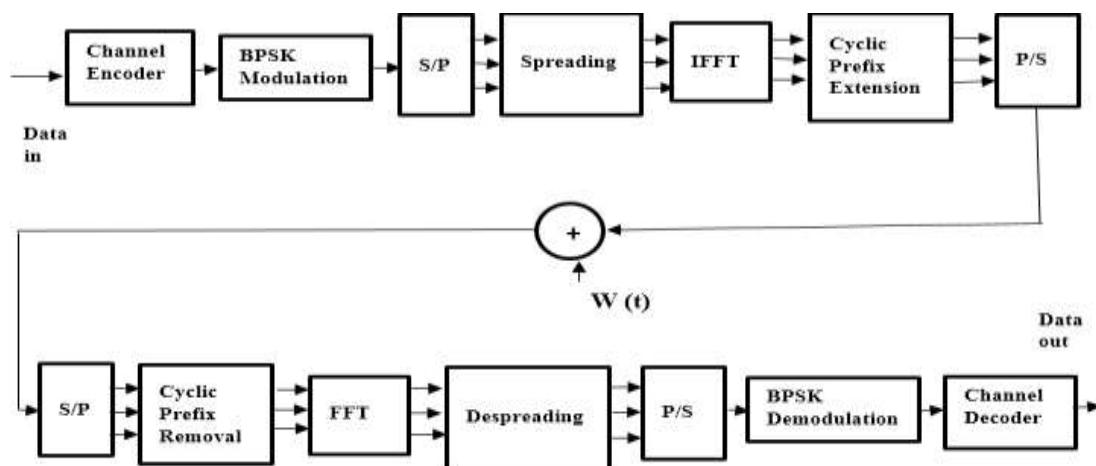 Channel
Encoder
BPSK
Modulation
S/P
Spreading
IFFT
Cyclic
Prefix
Extension
P/S
Data
in
+
W (t)
Data
out
S/P
Cyclic
Prefix
Removal
FFT
Despreading
P/S
BPSK
Demodulation
Channel
Decoder